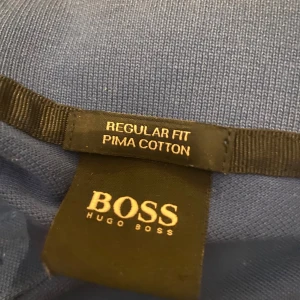 REGULAR FIT
PIMA COTTON
BOSS
HUGO BOSS